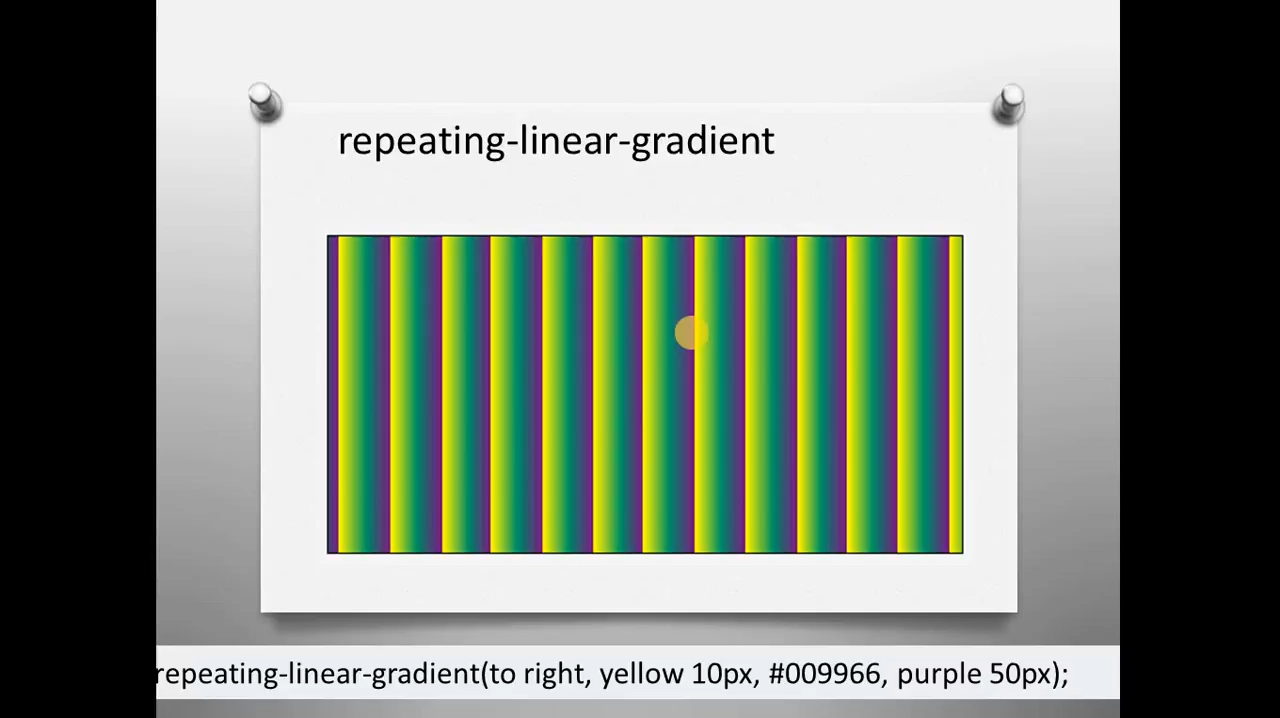 repeating-linear-gradient
repeating-linear-gradient(to right, yellow 10px, #009966, purple 50px);